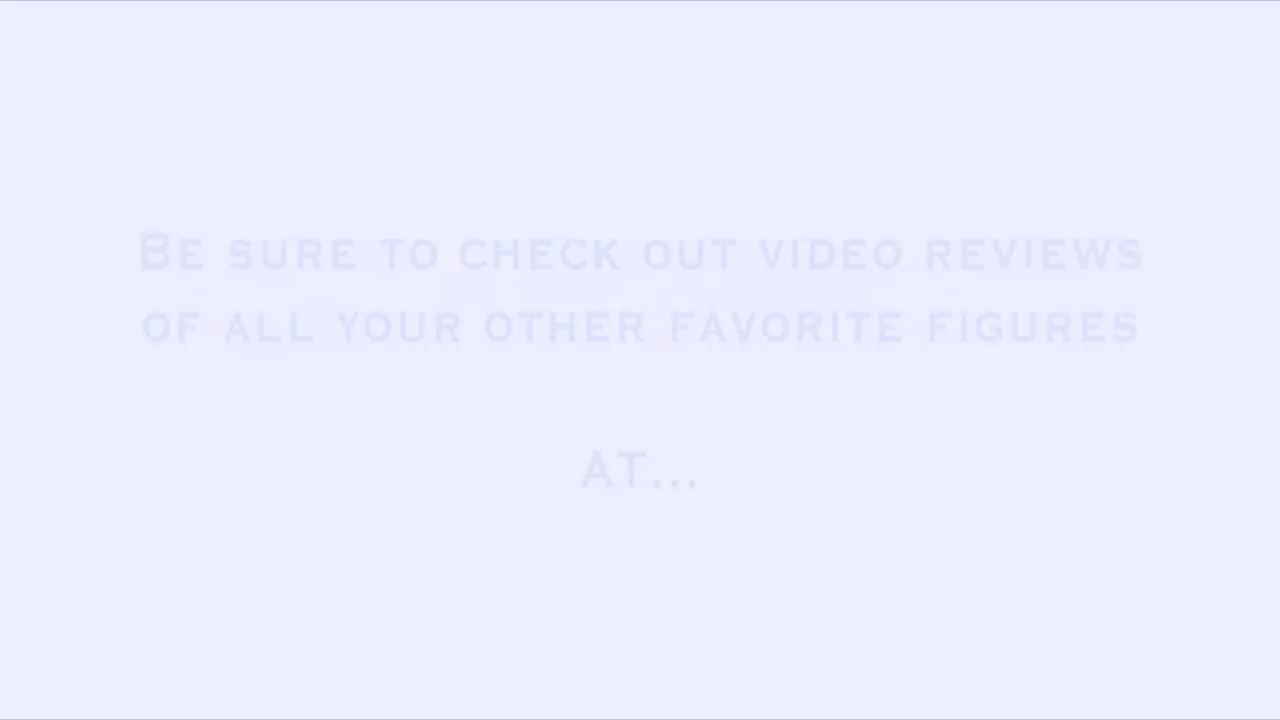 Be sure to check out video reviews
of all your other favorite figures
at...